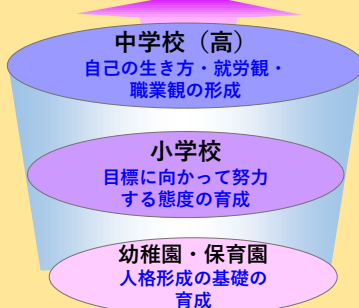 中学校（高）
自己の生き方・就労観・
職業観の形成
小学校
目標に向かって努力
する態度の育成
幼稚園・保育園
人格形成の基礎の
育成